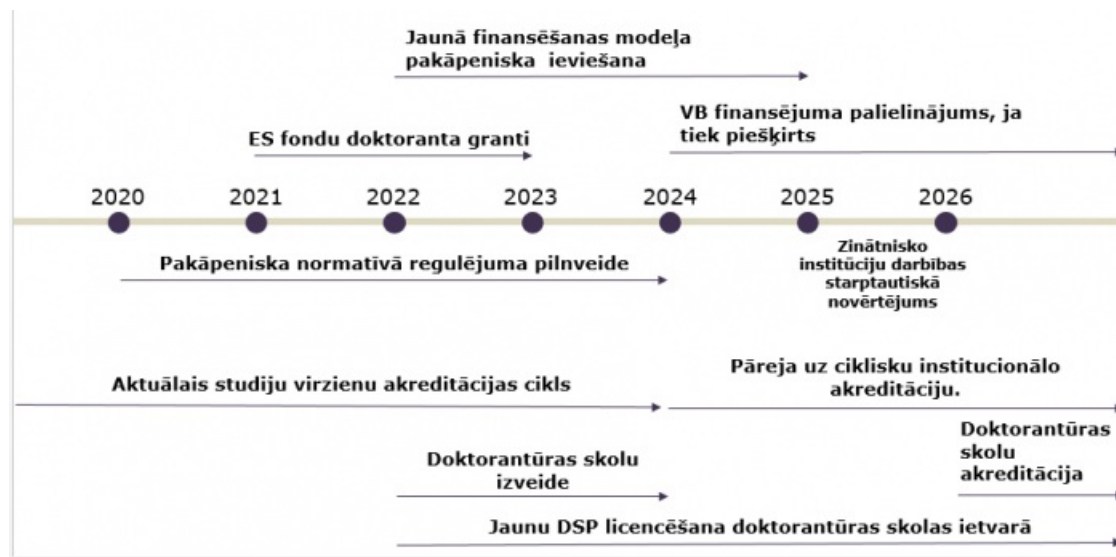 Jaunā finansēšanas modeļa
pakāpeniska ieviešana
VB finansējuma palielinājums, ja
tiek piešķirts
ES fondu doktoranta granti
2020 2021 2022 2023 2024 2025 2026
Pakāpeniska normatīvā regulējuma pilnveide
Zinātnisko
institūciju darbības
starptautiskā
novērtējums
Aktuālais studiju virzienu akreditācijas cikls
Pāreja uz ciklisku institucionālo
akreditāciju.
Doktorantūras skolu
izveide
Doktorantūras
skolu
akreditācija
Jaunu DSP licencēšana doktorantūras skolas ietvarā